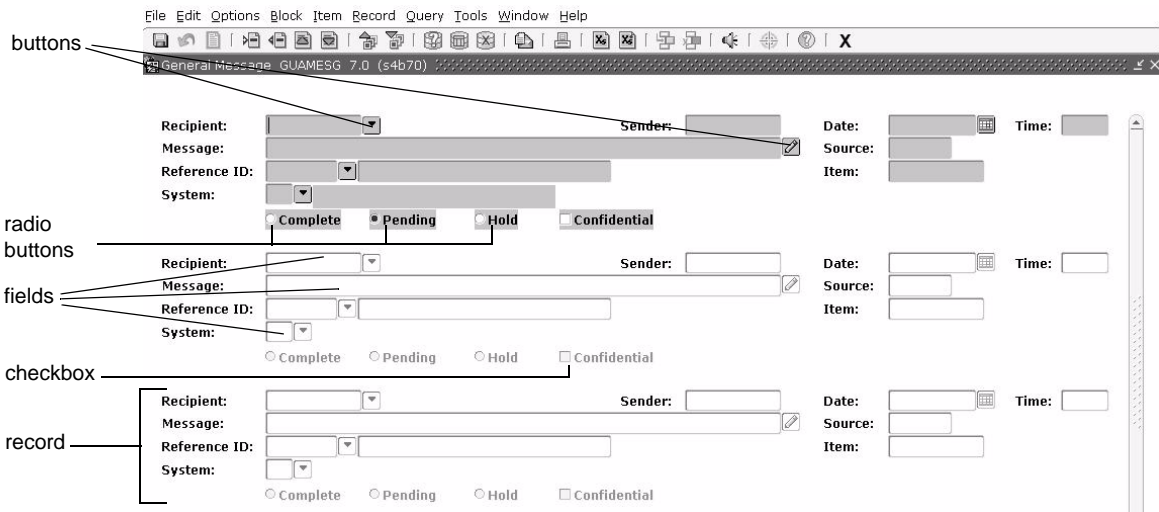 File Edit Options Block Item Record Query Tools Window Help
buttons
X
General Message GUAMESG 7.0 (s4b70)
Recipient: Sender: Date: Time:
Message: Source:
Reference ID: Item:
System:
Complete Pending Hold Confidential
radio
buttons
Recipient: Sender: Date: Time:
fields
Message: Source:
Reference ID: Item:
System:
Complete Pending Hold Confidential
checkbox
Recipient: Sender: Date: Time:
Message: Source:
record
Reference ID: Item:
System:
Complete Pending Hold Confidential